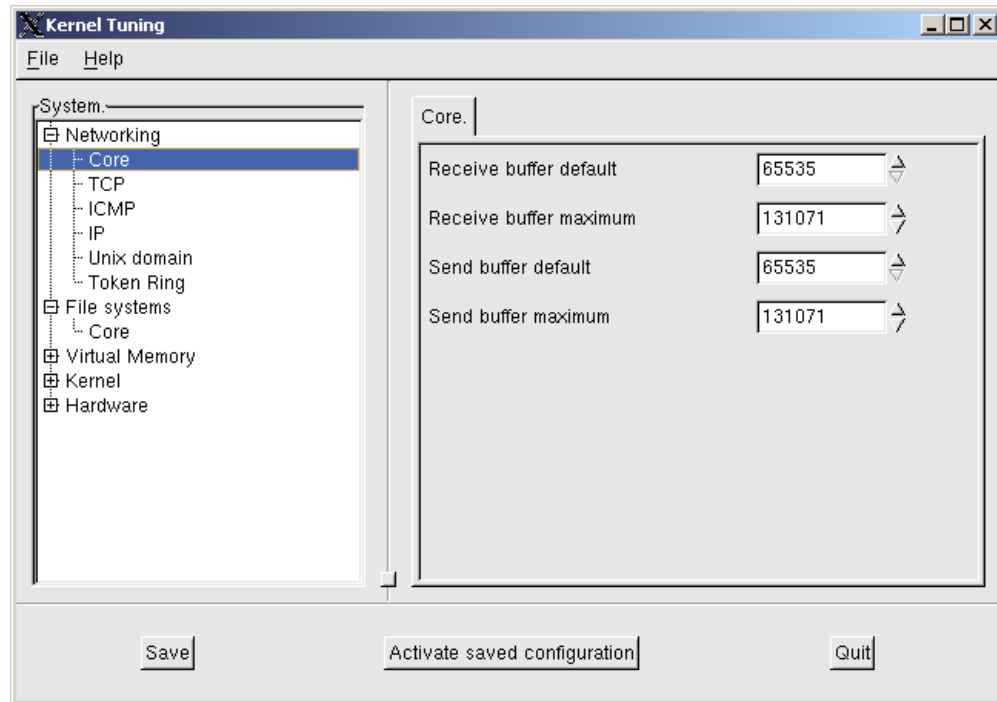 Kernel Tuning
File Help
System.
Networking
Core
TCP
ICMP
IP
Unix domain
Token Ring
File systems
Core
Virtual Memory
Kernel
Hardware
Core.
Receive buffer default 65535
Receive buffer maximum 131071
Send buffer default 65535
Send buffer maximum 131071
Save Activate saved configuration Quit